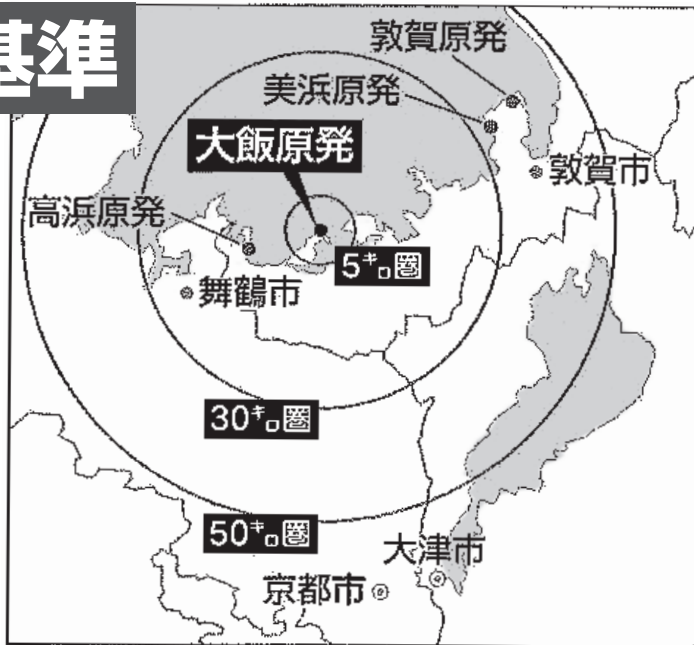 基準
敦賀原発
美浜原発
大飯原発
敦賀市
高浜原発
5㌔圏
舞鶴市
30㌔圏
50㌔圏
大津市
京都市